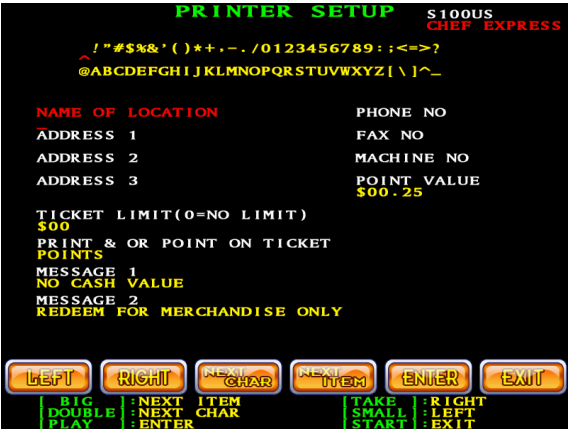 PRINTER SETUP
S100US
CHEF EXPRESS
!"#$%&'()*+,-./0123456789:;<=>?
@ABCDEFGHIJKLMNOPQRSTUVWXYZ[\]^_
NAME OF LOCATION
PHONE NO
ADDRESS 1
FAX NO
ADDRESS 2
MACHINE NO
ADDRESS 3
POINT VALUE
$00.25
TICKET LIMIT(0=NO LIMIT)
$00
PRINT & OR POINT ON TICKET
POINTS
MESSAGE 1
NO CASH VALUE
MESSAGE 2
REDEEM FOR MERCHANDISE ONLY
LEFT RIGHT NEXT CHAR NEXT ITEM ENTER EXIT
[ BIG ]:NEXT ITEM [TAKE ]:RIGHT
[DOUBLE]:NEXT CHAR [SMALL]:LEFT
[PLAY ]:ENTER [START]:EXIT